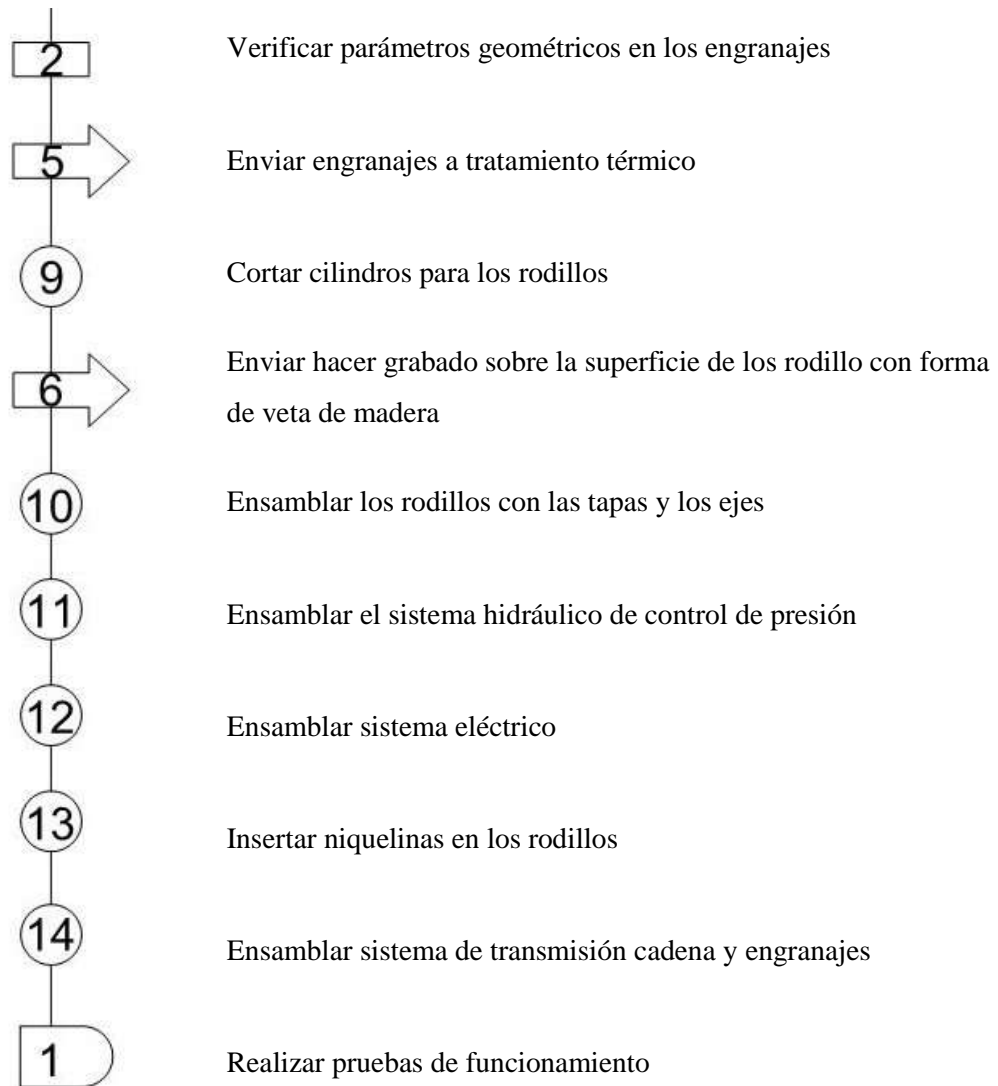 2 Verificar parámetros geométricos en los engranajes
5 Enviar engranajes a tratamiento térmico
9 Cortar cilindros para los rodillos
Enviar hacer grabado sobre la superficie de los rodillo con forma
6
de veta de madera
10 Ensamblar los rodillos con las tapas y los ejes
11 Ensamblar el sistema hidráulico de control de presión
12 Ensamblar sistema eléctrico
13 Insertar niquelinas en los rodillos
14 Ensamblar sistema de transmisión cadena y engranajes
1 Realizar pruebas de funcionamiento